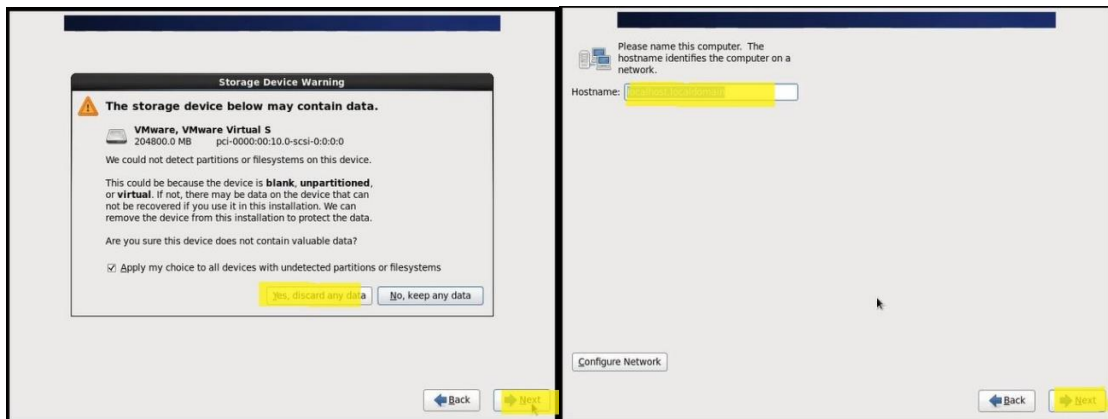 Storage Device Warning
The storage device below may contain data.
VMware, VMware Virtual S
204800.0 MB pci-0000:00:10.0-scsi-0:0:0:0
We could not detect partitions or filesystems on this device.
This could be because the device is blank, unpartitioned,
or virtual. If not, there may be data on the device that can
not be recovered if you use it in this installation. We can
remove the device from this installation to protect the data.
Are you sure this device does not contain valuable data?
Apply my choice to all devices with undetected partitions or filesystems
Yes, discard any data No, keep any data
Back Next
Please name this computer. The
hostname identifies the computer on a
network.
Hostname: localhost.localdomain
Configure Network
Back Next